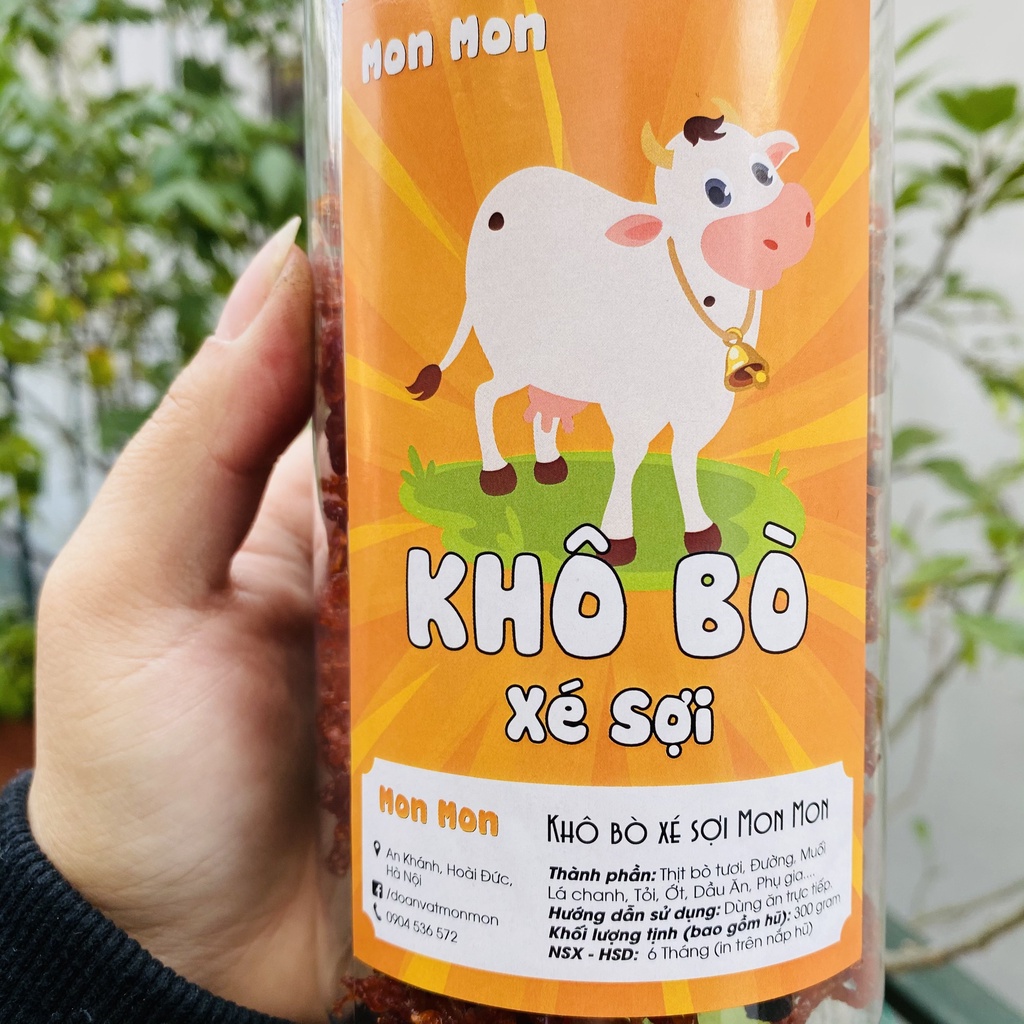 Mon Mon
KHÔ BÒ
xé sợi
Mon Mon
An Khánh, Hoài Đức,
Hà Nội
/doanvatmonmon
0904 536 572
KHÔ BÒ XÉ SỢI MON MON
Thành phần: Thịt bò tươi, Đường, Muối
Lá chanh, Tỏi, Ớt, Dầu Ăn, Phụ gia....
Hướng dẫn sử dụng: Dùng ăn trực tiếp.
Khối lượng tịnh (bao gồm hũ): 300 gram
NSX - HSD: 6 Tháng (in trên nắp hũ)